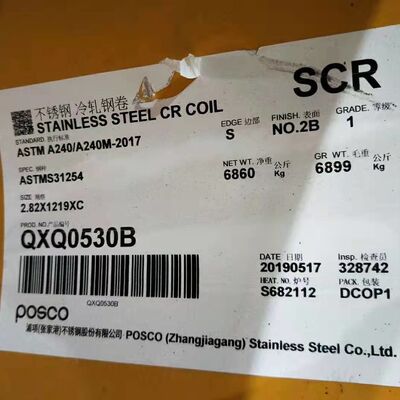 SCR
不锈钢 冷轧钢卷
STAINLESS STEEL CR COIL
STANDARD. 执行标准
ASTM A240/A240M-2017
EDGE 边部
S
FINISH. 表面
NO.2B
GRADE. 等级
1
SPEC. 钢种
ASTMS31254
NET WT. 净重 公斤
6860 Kg
GR WT. 毛重 公斤
6899 Kg
SIZE 规格
2.82X1219XC
PROD.NO.产品编号
QXQ0530B
QXQ0530B
DATE 日期
20190517
Insp. 检查员
328742
HEAT. NO. 炉号
S682112
PACK. 包装
DCOP1
posco
浦项(张家港)不锈钢股份有限公司 POSCO (Zhangjiagang) Stainless Steel Co.,Ltd.